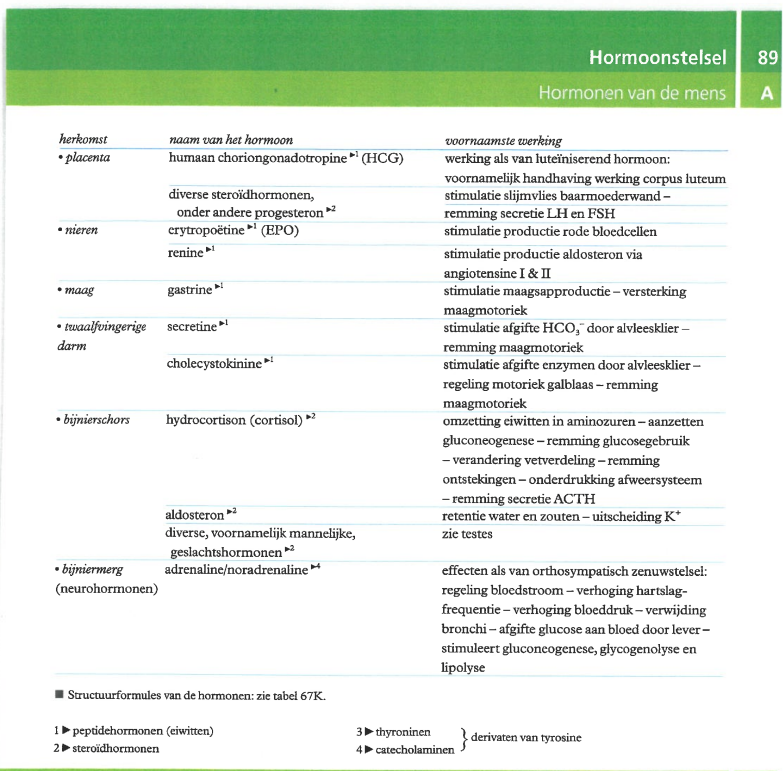 Hormoonstelsel 89
Hormonen van de mens A
herkomst naam van het hormoon voornaamste werking
• placenta humaan choriongonadotropine ►1 (HCG) werking als van luteïniserend hormoon:
voornamelijk handhaving werking corpus luteum
diverse steroïdhormonen, stimulatie slijmvlies baarmoederwand –
onder andere progesteron ►2 remming secretie LH en FSH
• nieren erytropoëtine ►1 (EPO) stimulatie productie rode bloedcellen
renine ►1 stimulatie productie aldosteron via
angiotensine I & II
• maag gastrine ►1 stimulatie maagsapproductie – versterking
maagmotoriek
• twaalfvingerige secretine ►1 stimulatie afgifte HCO₃⁻ door alvleesklier –
darm remming maagmotoriek
cholecystokinine ►1 stimulatie afgifte enzymen door alvleesklier –
regeling motoriek galblaas – remming
maagmotoriek
• bijnierschors hydrocortison (cortisol) ►2 omzetting eiwitten in aminozuren – aanzetten
gluconeogenese – remming glucosegebruik
– verandering vetverdeling – remming
ontstekingen – onderdrukking afweersysteem
– remming secretie ACTH
aldosteron ►2 retentie water en zouten – uitscheiding K⁺
diverse, voornamelijk mannelijke, zie testes
geslachtshormonen ►2
• bijniermerg adrenaline/noradrenaline ►4 effecten als van orthosympatisch zenuwstelsel:
(neurohormonen) regeling bloedstroom – verhoging hartslag-
frequentie – verhoging bloeddruk – verwijding
bronchi – afgifte glucose aan bloed door lever –
stimuleert gluconeogenese, glycogenolyse en
lipolyse
■ Structuurformules van de hormonen: zie tabel 67K.
1 ► peptidehormonen (eiwitten) 3 ► thyroninen } derivaten van tyrosine
2 ► steroïdhormonen 4 ► catecholaminen